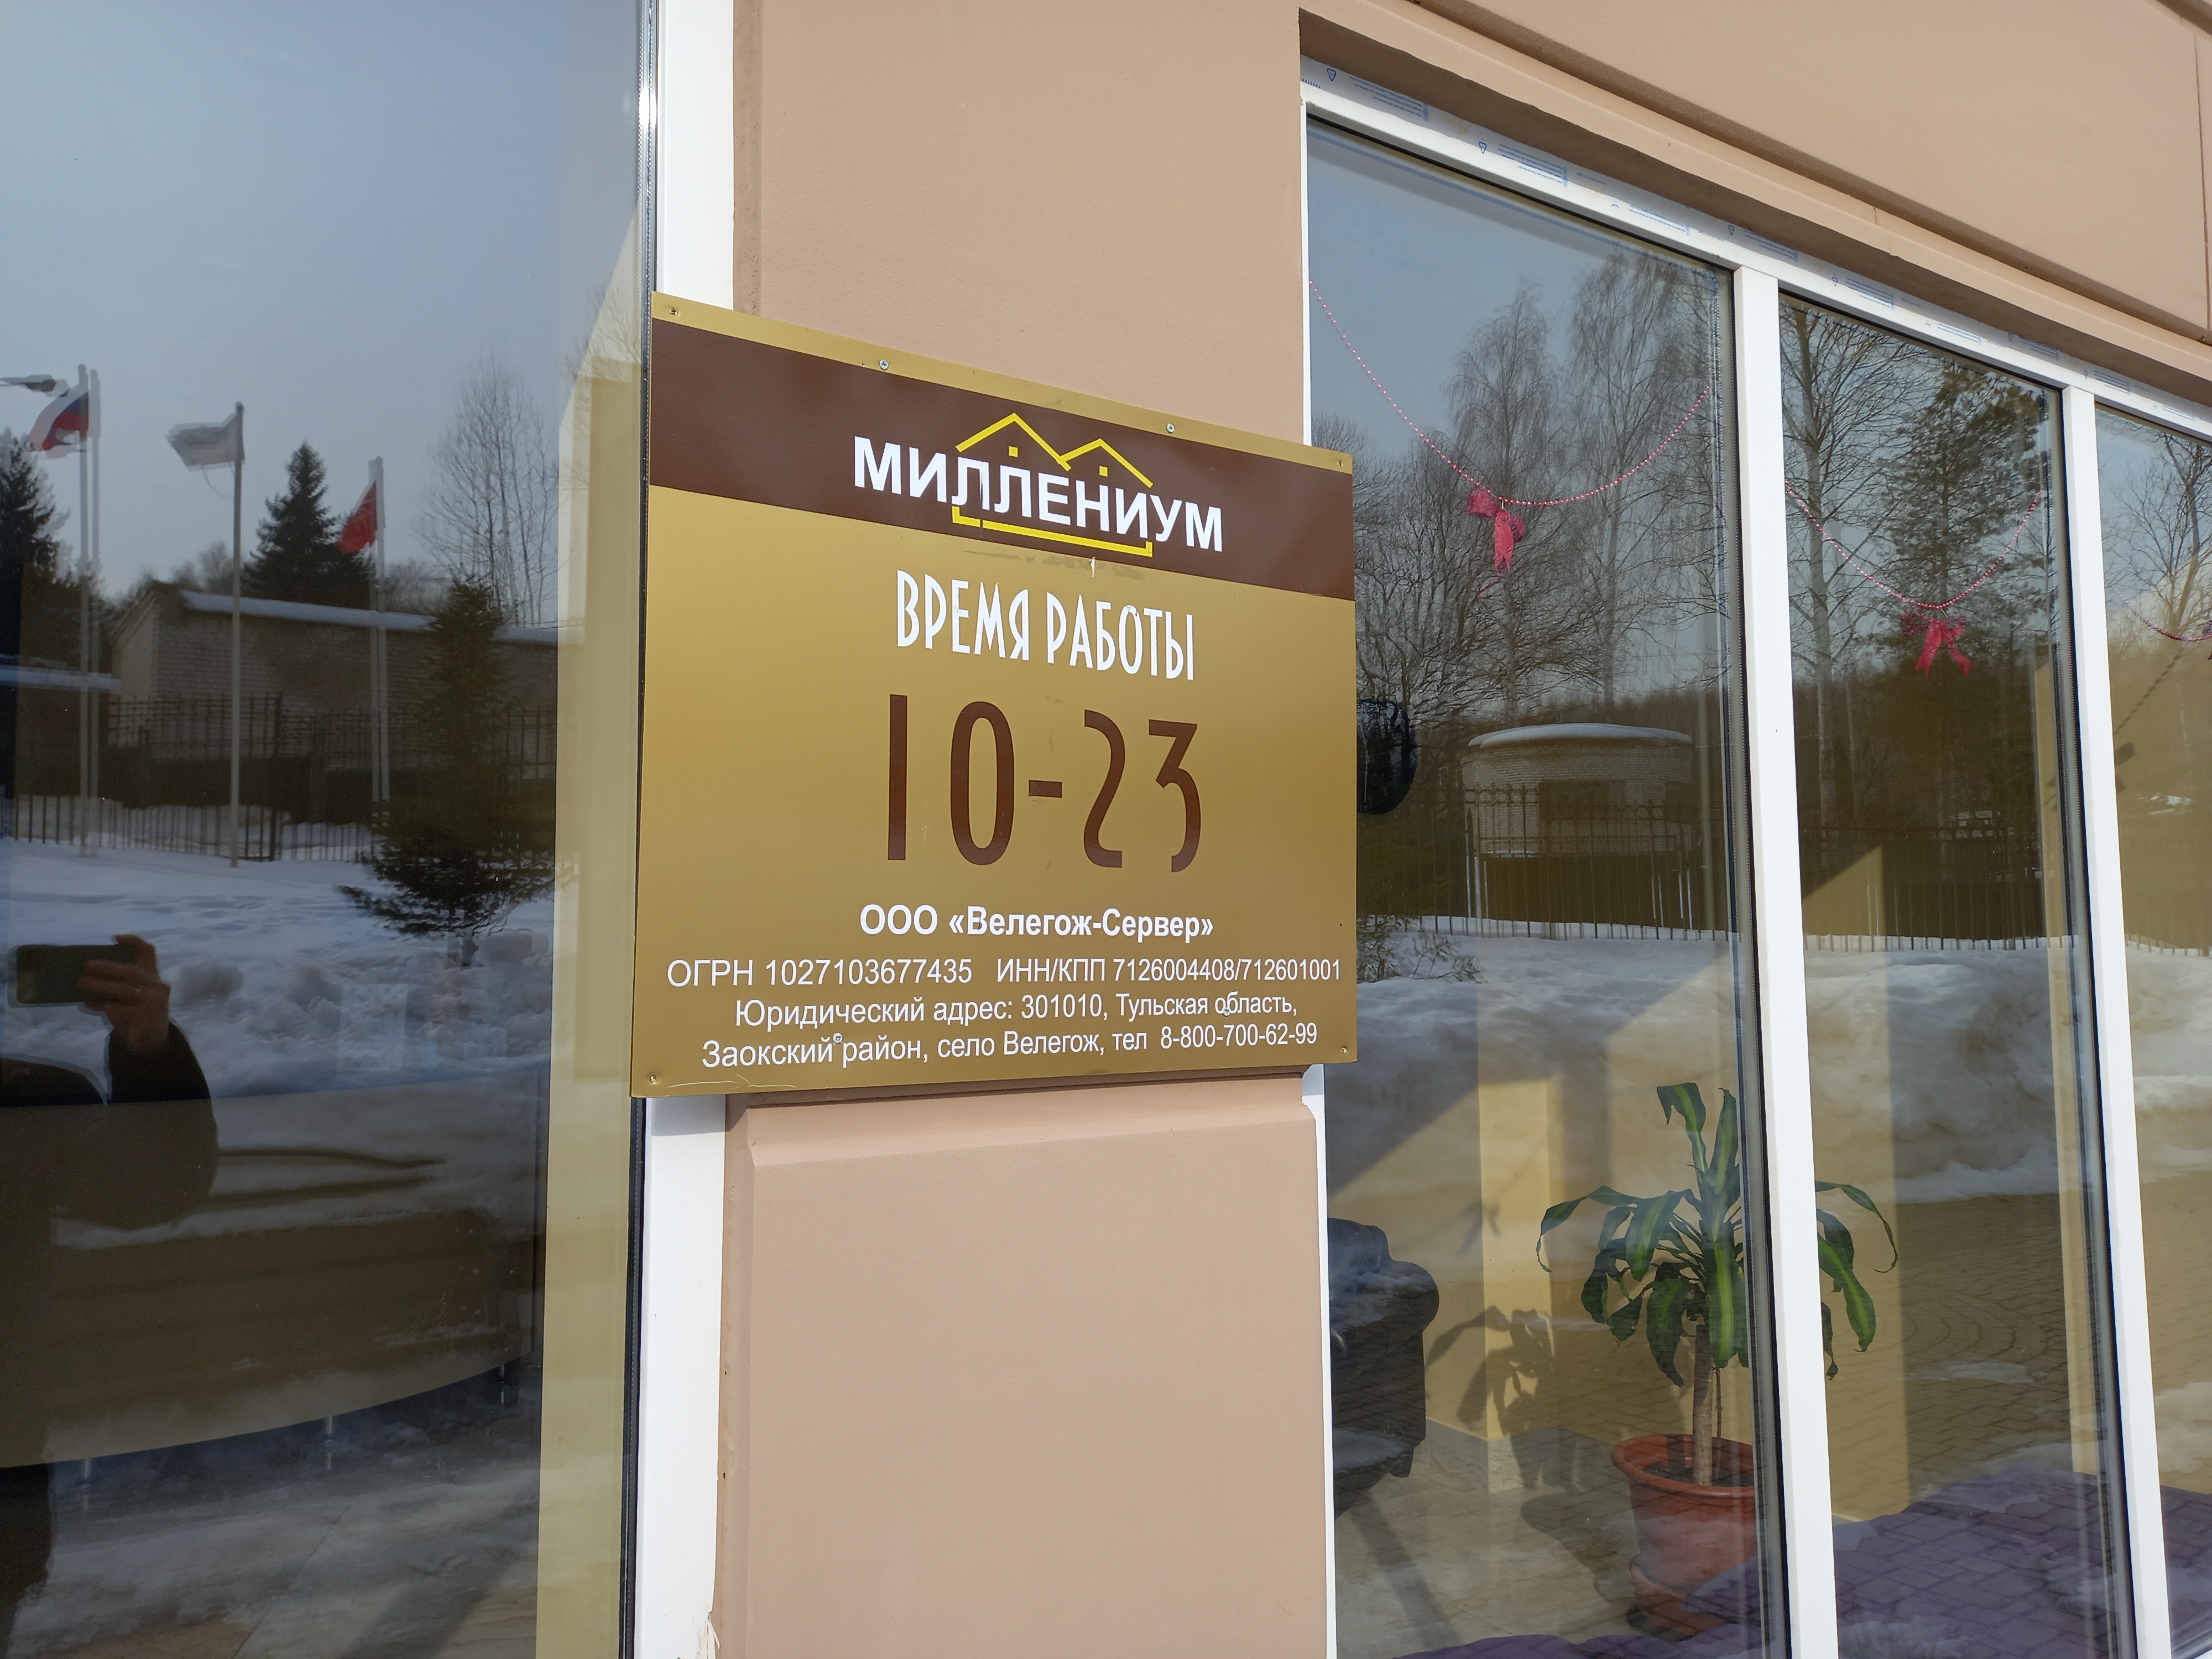 МИЛЛЕНИУМ
ВРЕМЯ РАБОТЫ
10-23
ООО «Велегож-Сервер»
ОГРН 1027103677435 ИНН/КПП 7126004408/712601001
Юридический адрес: 301010, Тульская область,
Заокский район, село Велегож, тел 8-800-700-62-99